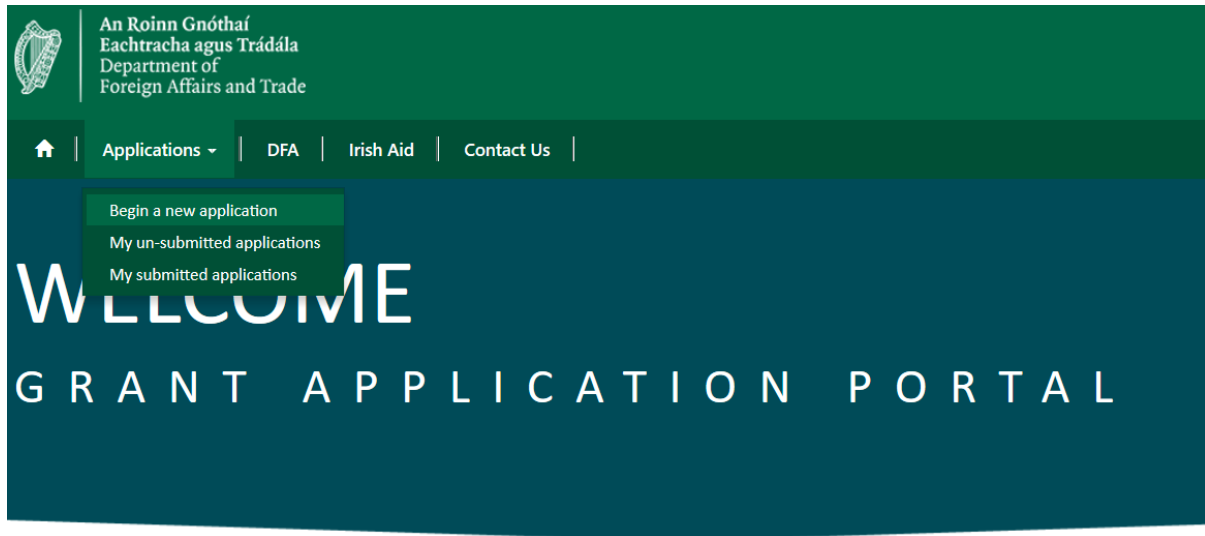 An Roinn Gnóthaí
Eachtracha agus Trádála
Department of
Foreign Affairs and Trade
Applications DFA Irish Aid Contact Us
Begin a new application
My un-submitted applications
My submitted applications
WELCOME
GRANT APPLICATION PORTAL